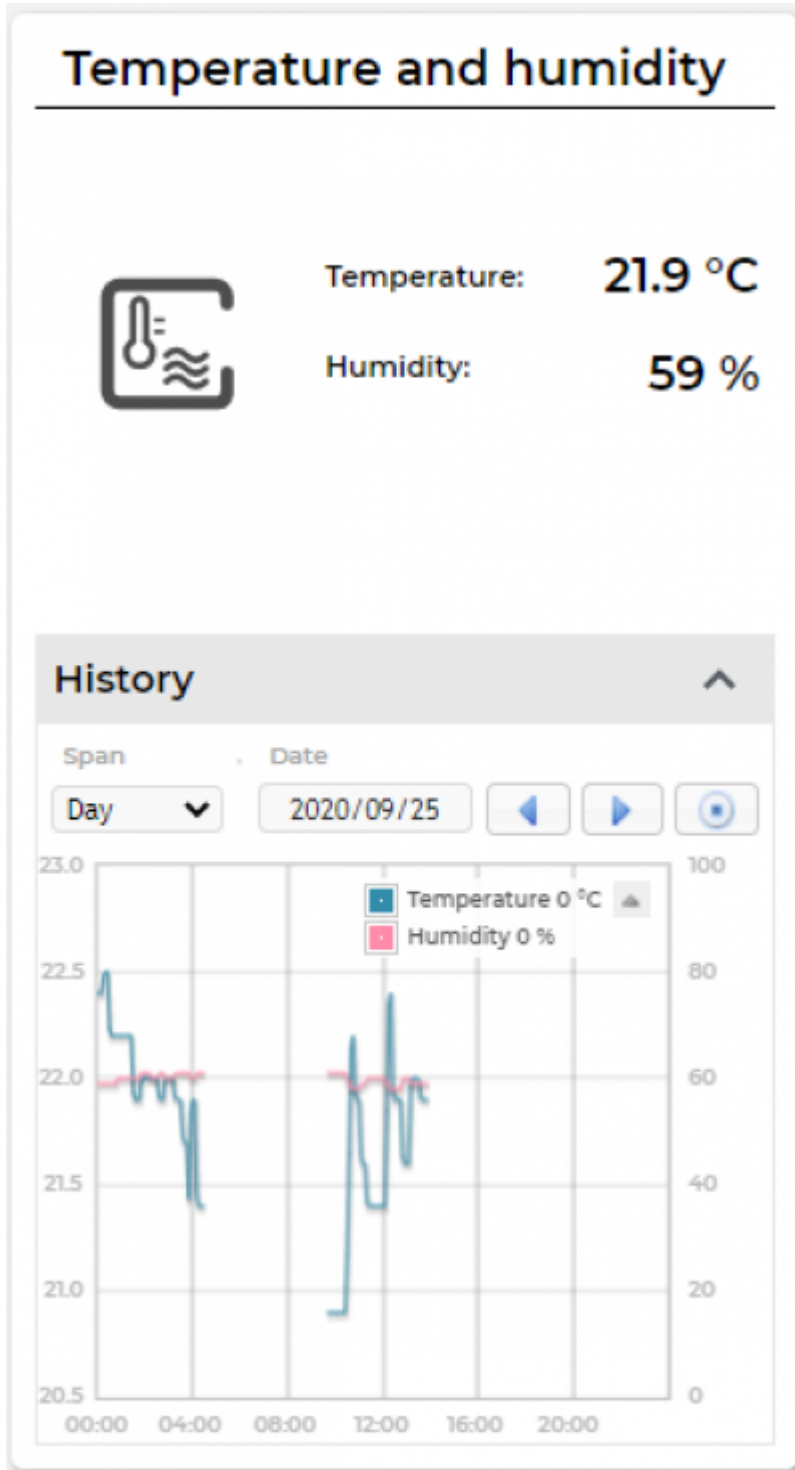 Temperature and humidity
Temperature: 21.9 °C
Humidity: 59 %
History
Span . Date
Day 2020/09/25
23.0 100
Temperature 0 °C
Humidity 0 %
22.5 80
22.0 60
21.5 40
21.0 20
20.5 0
00:00 04:00 08:00 12:00 16:00 20:00